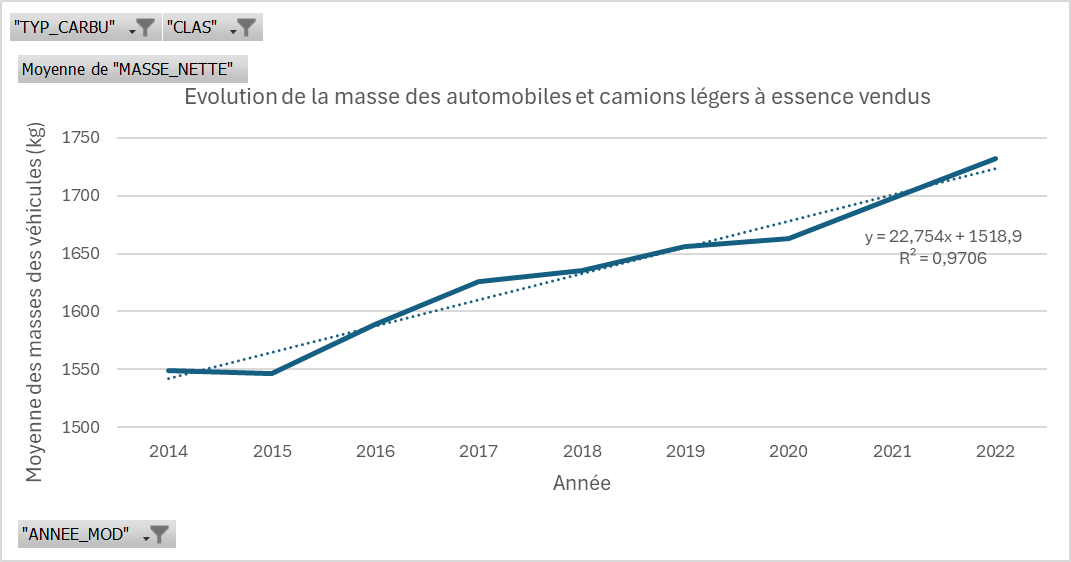 "TYP_CARBU" "CLAS"
Moyenne de "MASSE_NETTE"
Evolution de la masse des automobiles et camions légers à essence vendus
Moyenne des masses des véhicules (kg)
1750
1700
1650
1600
1550
1500
y = 22,754x + 1518,9
R² = 0,9706
2014 2015 2016 2017 2018 2019 2020 2021 2022
Année
"ANNEE_MOD"